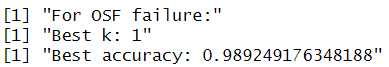 [1] "For OSF failure:"
[1] "Best k: 1"
[1] "Best accuracy: 0.989249176348188"